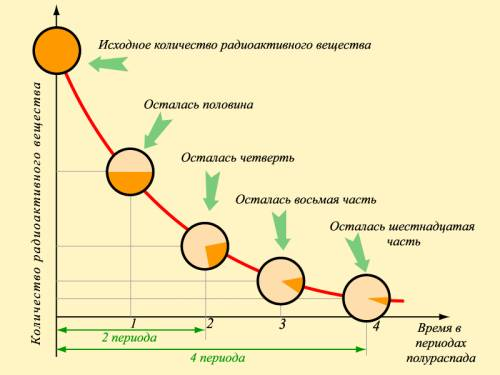 Исходное количество радиоактивного вещества
Осталась половина
Осталась четверть
Осталась восьмая часть
Осталась шестнадцатая
часть
Количество радиоактивного вещества
1
2
3
4
2 периода
4 периода
Время в
периодах
полураспада